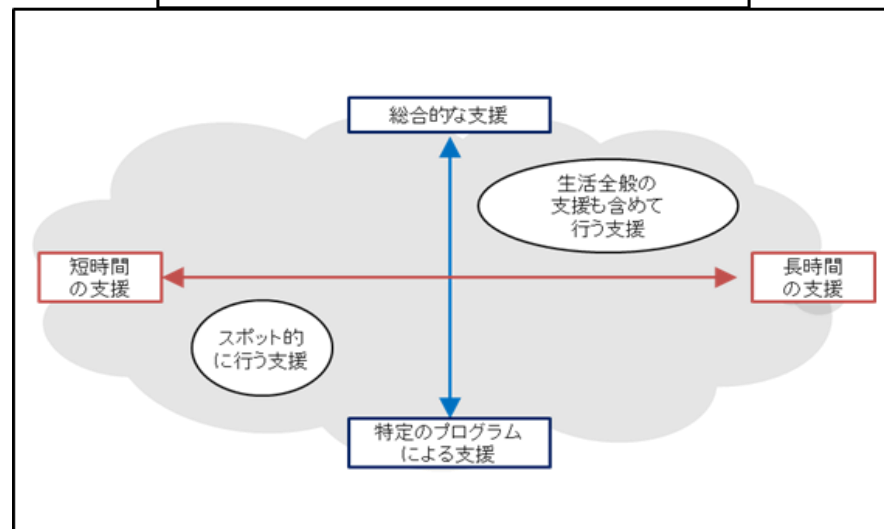 総合的な支援
生活全般の
支援も含めて
行う支援
短時間
の支援
長時間
の支援
スポット的
に行う支援
特定のプログラム
による支援